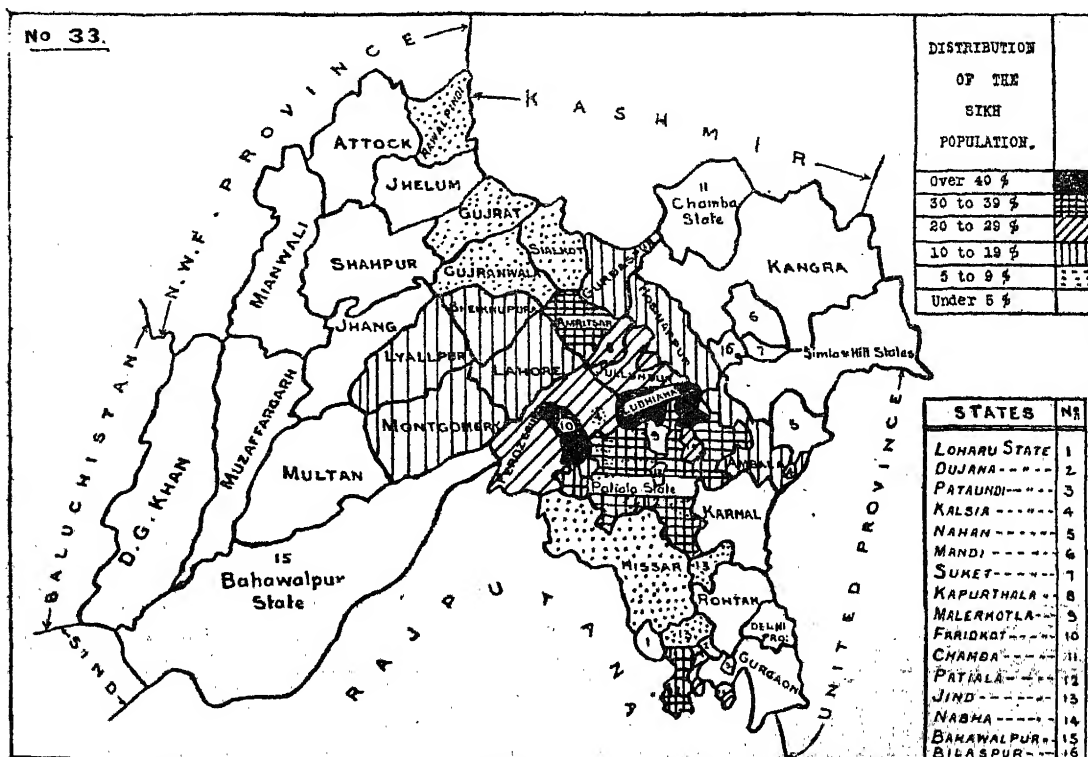 No 33.
DISTRIBUTION
OF THE
SIKH
POPULATION.
Over 40 %
30 to 39 %
20 to 29 %
10 to 19 %
5 to 9 %
Under 5 %
N.W.F. PROVINCE
KASHMIR
BALUCHISTAN
SIND
RAJPUTANA
UNITED PROVINCE
RAWALPINDI
ATTOCK
JHELUM
GUJRAT
SIALKOT
11
Chamba
State
MIANWALI
SHAHPUR
GUJRANWALA
GURDASPUR
KANGRA
SHEIKHUPURA
AMRITSAR
HOSHIARPUR
6
JHANG
LYALLPUR
LAHORE
8
JULLUNDUR
16
7
Simla & Hill States
D.G. KHAN
MUZAFFARGARH
MONTGOMERY
FEROZEPUR
LUDHIANA
10
9
5
MULTAN
AMBALA
Patiala State
KARNAL
15
Bahawalpur
State
HISSAR
13
ROHTAK
DELHI
PRO:
1
13
GURGAON
STATES No
LOHARU STATE 1
DUJANA - - - " - - 2
PATAUNDI - - - " - - 3
KALSIA - - - - " - - 4
NAHAN - - - - " - - 5
MANDI - - - - " - - 6
SUKET - - - - " - - 7
KAPURTHALA - " - - 8
MALERKOTLA - " - - 9
FARIDKOT - - - " - - 10
CHAMBA - - - - " - - 11
PATIALA - - - - " - - 12
JIND - - - - - " - - 13
NABHA - - - - - " - - 14
BAHAWALPUR - " - - 15
BILASPUR - - " - - 16